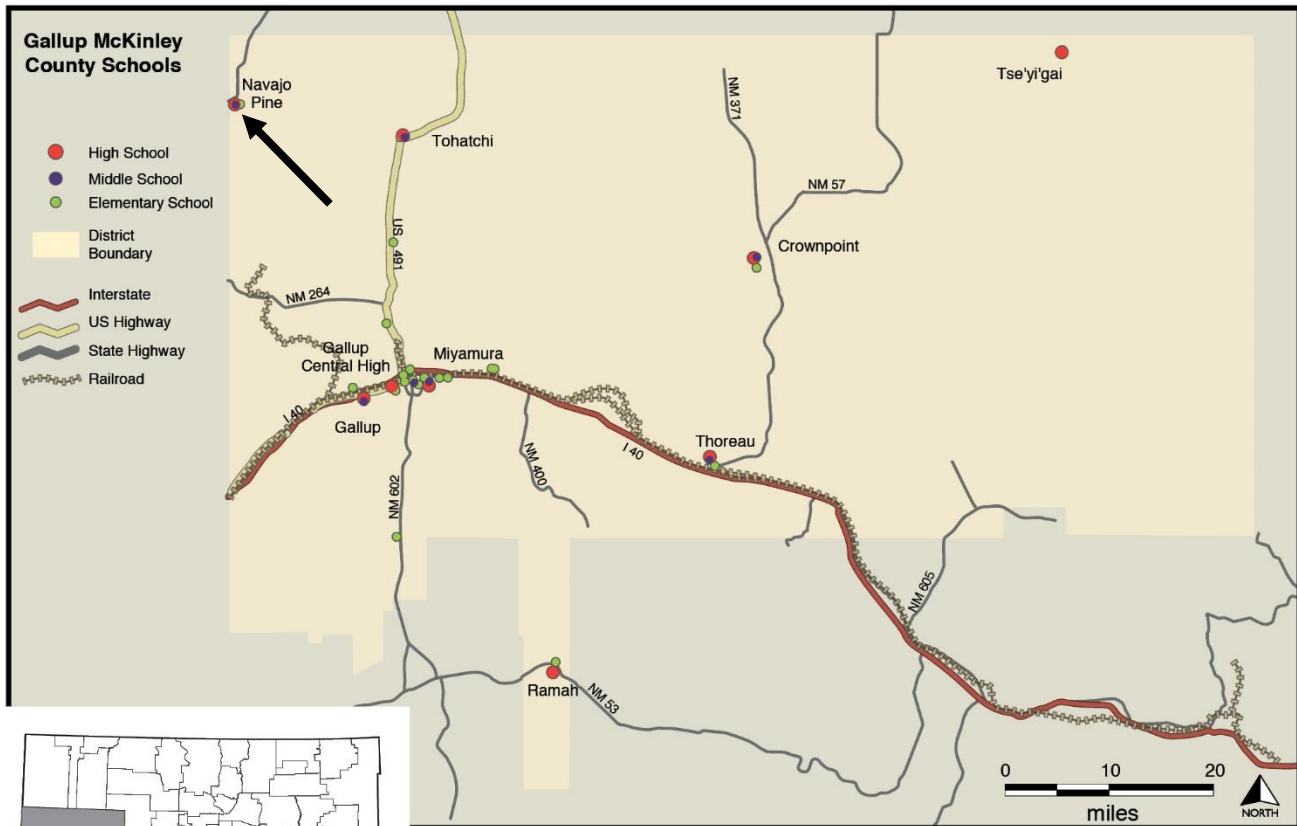 Gallup McKinley
County Schools
Navajo
Pine
Tse'yi'gai
NM 371
Tohatchi
High School
Middle School
Elementary School
District
Boundary
NM 57
Crownpoint
US 491
Interstate
US Highway
State Highway
Railroad
NM 264
Gallup
Central High
Miyamura
I 40
Gallup
NM 400
I 40
Thoreau
NM 602
NM 605
Ramah
NM 53
0 10 20
miles
NORTH